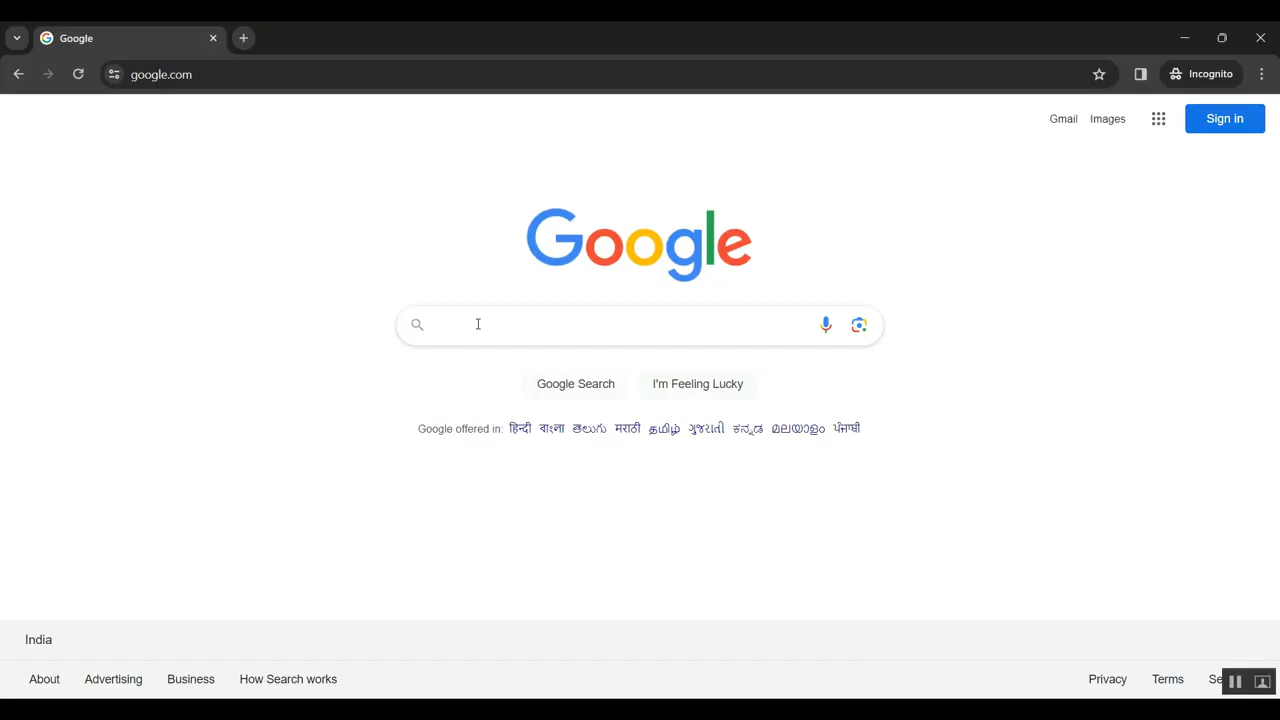 Google
google.com
Incognito
Gmail Images Sign in
Google
Google Search I'm Feeling Lucky
Google offered in: हिन्दी বাংলা తెలుగు मराठी தமிழ் ગુજરાતી ಕನ್ನಡ മലയാളം ਪੰਜਾਬੀ
India
About Advertising Business How Search works Privacy Terms Se